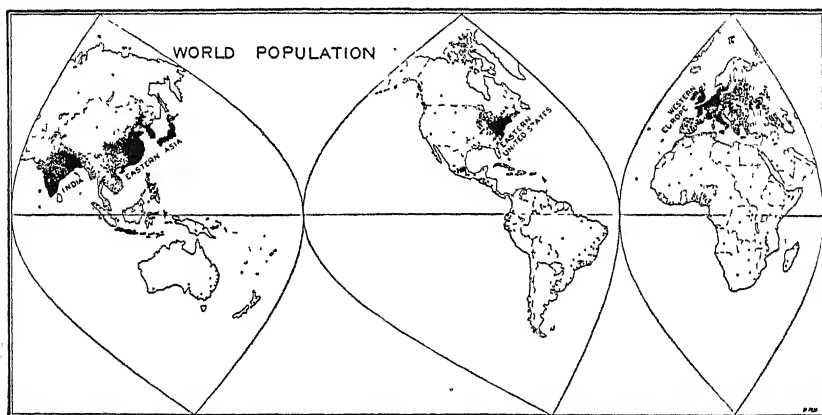 WORLD POPULATION
INDIA
EASTERN ASIA
EASTERN
UNITED STATES
WESTERN
EUROPE